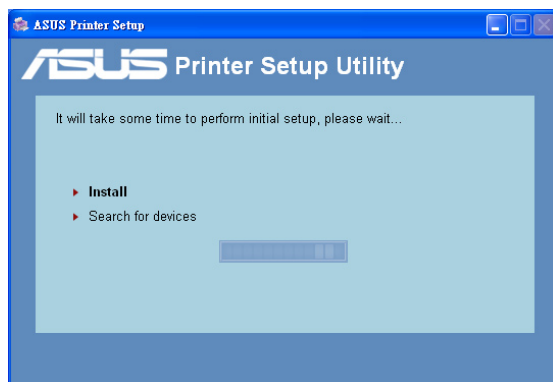 ASUS Printer Setup
ASUS Printer Setup Utility
It will take some time to perform initial setup, please wait...
Install
Search for devices